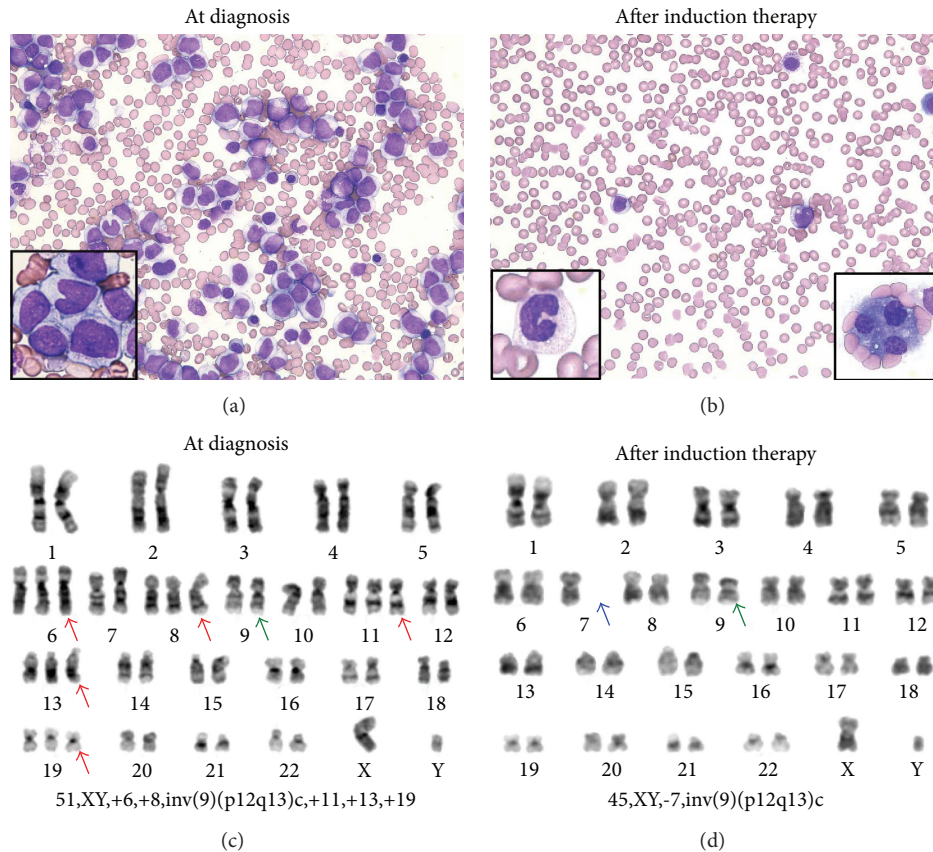 At diagnosis
After induction therapy
(a)
(b)
At diagnosis
After induction therapy
1 2 3 4 5
1 2 3 4 5
6 7 8 9 10 11 12
6 7 8 9 10 11 12
13 14 15 16 17 18
13 14 15 16 17 18
19 20 21 22 X Y
19 20 21 22 X Y
51,XY,+6,+8,inv(9)(p12q13)c,+11,+13,+19
45,XY,-7,inv(9)(p12q13)c
(c)
(d)